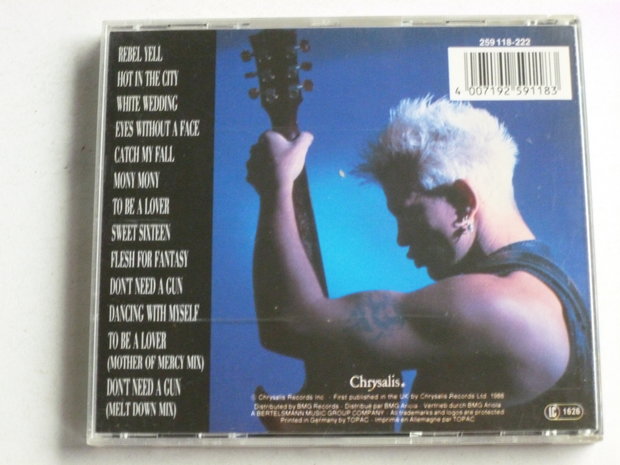 REBEL YELL
HOT IN THE CITY
WHITE WEDDING
EYES WITHOUT A FACE
CATCH MY FALL
MONY MONY
TO BE A LOVER
SWEET SIXTEEN
FLESH FOR FANTASY
DON'T NEED A GUN
DANCING WITH MYSELF
TO BE A LOVER
(MOTHER OF MERCY MIX)
DON'T NEED A GUN
(MELT DOWN MIX)
259 118-222
4 007192 591183
Chrysalis.
© Chrysalis Records Inc · First published in the UK by Chrysalis Records Ltd. 1988
Distributed by BMG Records · Distribué par BMG Ariola · Vertrieb durch BMG Ariola
A BERTELSMANN MUSIC GROUP COMPANY · All trademarks and logos are protected
Printed in Germany by TOPAC · Imprimé en Allemagne par TOPAC
LC 1626